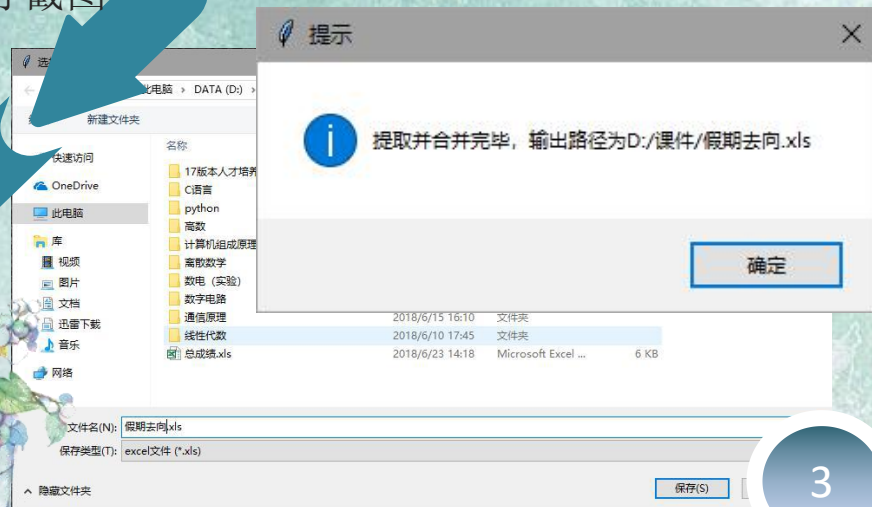 截图
提示
提取并合并完毕，输出路径为D:/课件/假期去向.xls
确定
此电脑 › DATA (D:) ›
新建文件夹
快速访问
OneDrive
此电脑
库
视频
图片
文档
迅雷下载
音乐
网络
名称
17版本人才培养
C语言
python
高数
计算机组成原理
离散数学
数电（实验）
数字电路
通信原理 2018/6/15 16:10 文件夹
线性代数 2018/6/10 17:45 文件夹
总成绩.xls 2018/6/23 14:18 Microsoft Excel ... 6 KB
文件名(N): 假期去向.xls
保存类型(T): excel文件 (*.xls)
隐藏文件夹
保存(S)
3